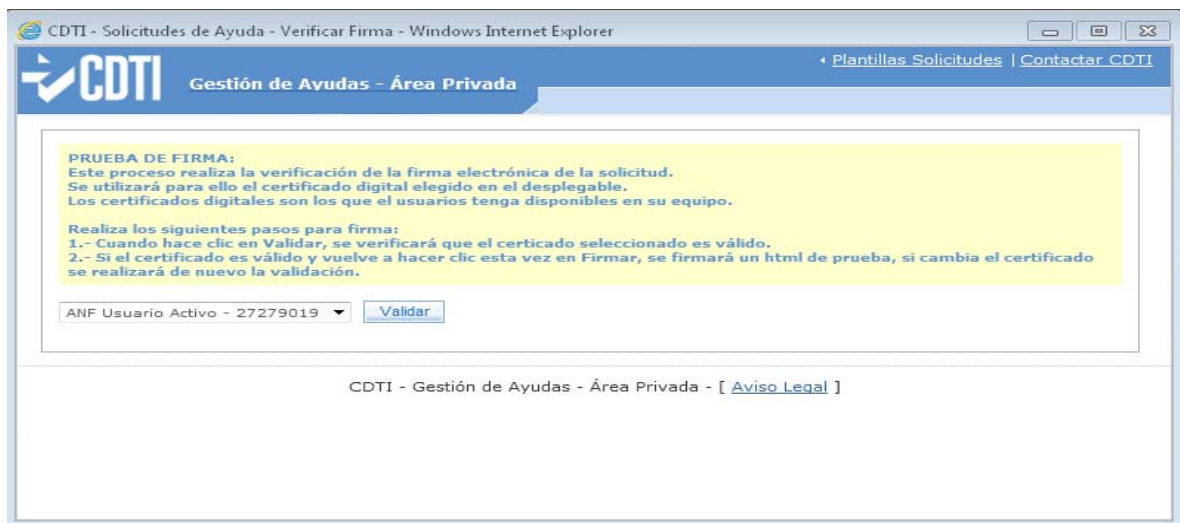 CDTI - Solicitudes de Ayuda - Verificar Firma - Windows Internet Explorer
Plantillas Solicitudes | Contactar CDTI
CDTI
Gestión de Ayudas - Área Privada
PRUEBA DE FIRMA:
Este proceso realiza la verificación de la firma electrónica de la solicitud.
Se utilizará para ello el certificado digital elegido en el desplegable.
Los certificados digitales son los que el usuarios tenga disponibles en su equipo.
Realiza los siguientes pasos para firma:
1.- Cuando hace clic en Validar, se verificará que el certicado seleccionado es válido.
2.- Si el certificado es válido y vuelve a hacer clic esta vez en Firmar, se firmará un html de prueba, si cambia el certificado
se realizará de nuevo la validación.
ANF Usuario Activo - 27279019 Validar
CDTI - Gestión de Ayudas - Área Privada - [ Aviso Legal ]